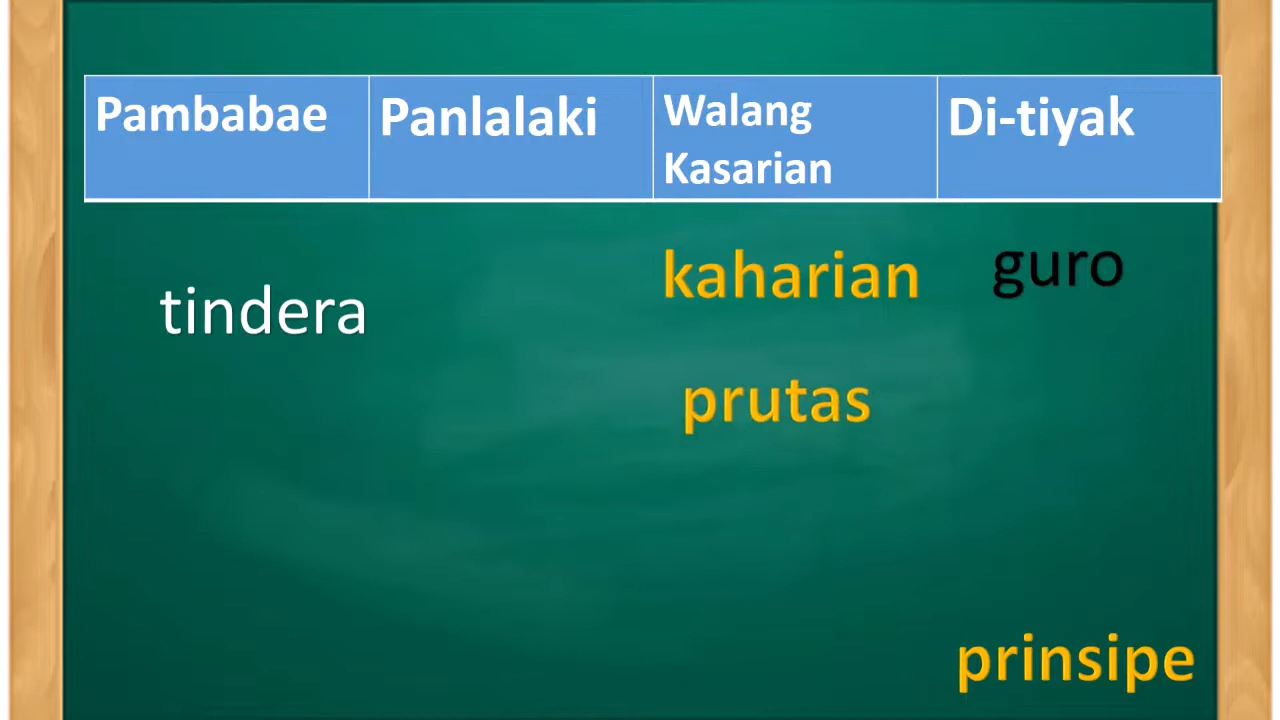 Pambabae
Panlalaki
Walang
Kasarian
Di-tiyak
tindera
kaharian
guro
prutas
prinsipe